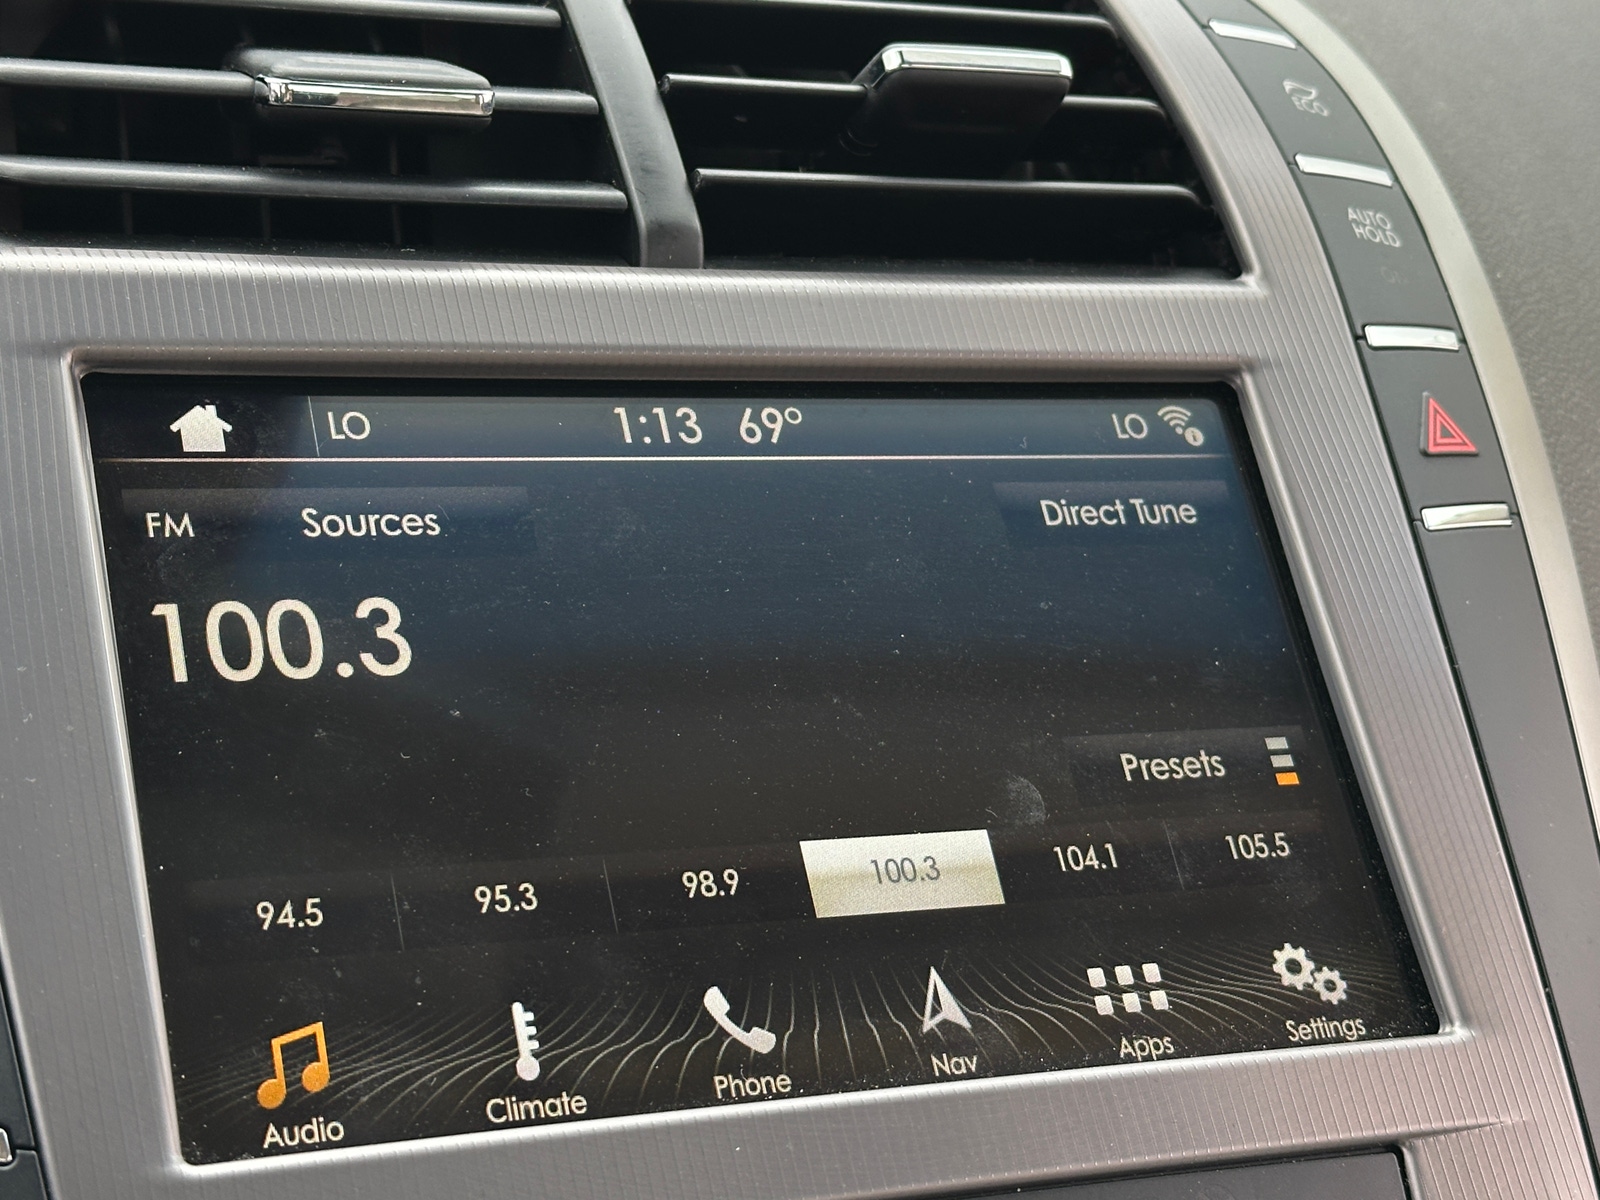 ECO
AUTO
HOLD
LO 1:13 69° LO
FM Sources Direct Tune
100.3
Presets
94.5 95.3 98.9 100.3 104.1 105.5
Audio Climate Phone Nav Apps Settings